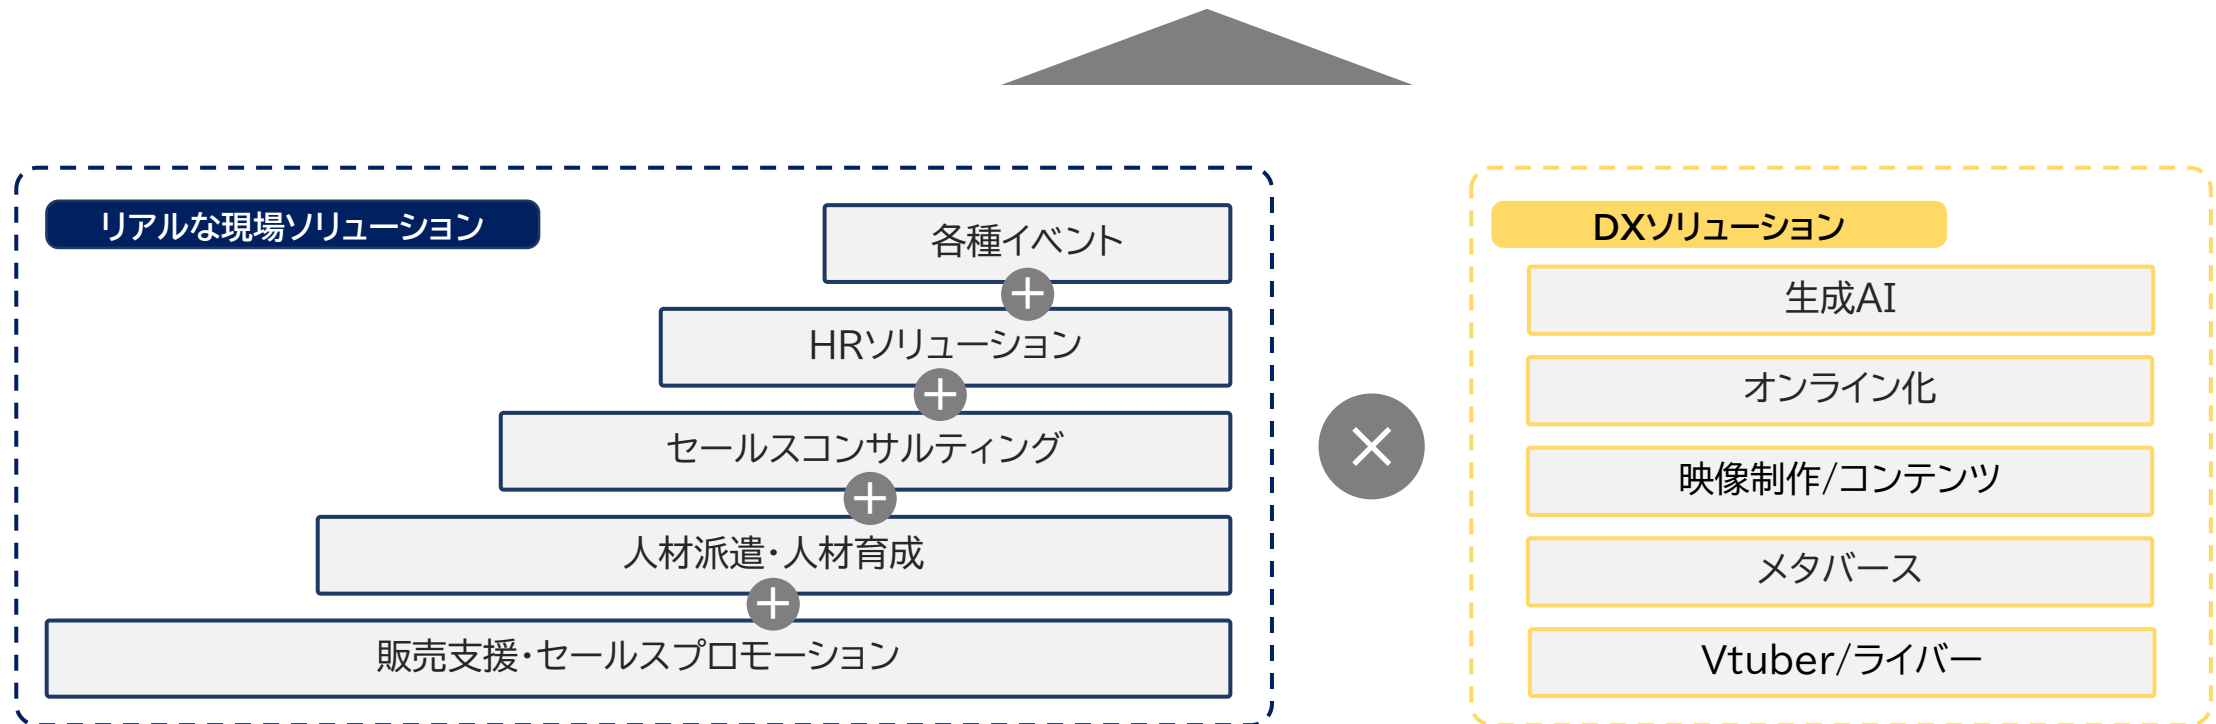 リアルな現場ソリューション
各種イベント
+
HRソリューション
+
セールスコンサルティング
+
人材派遣・人材育成
+
販売支援・セールスプロモーション
×
DXソリューション
生成AI
オンライン化
映像制作/コンテンツ
メタバース
Vtuber/ライバー